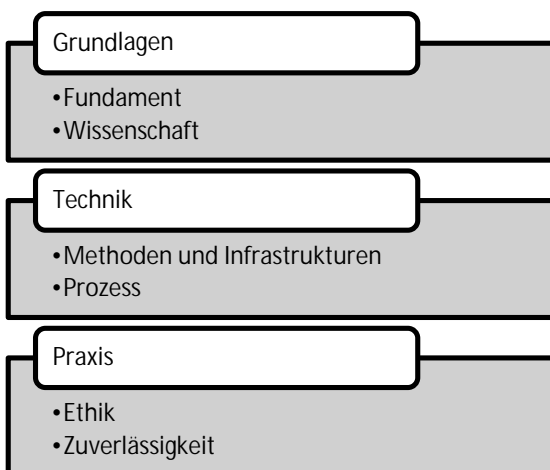 Grundlagen
•Fundament
•Wissenschaft
Technik
•Methoden und Infrastrukturen
•Prozess
Praxis
•Ethik
•Zuverlässigkeit